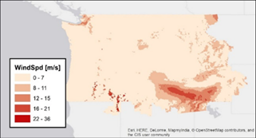 WindSpd [m/s]
0 - 7
8 - 11
12 - 15
16 - 21
22 - 36
Esri, HERE, DeLorme, MapmyIndia, © OpenStreetMap contributors, and
the GIS user community